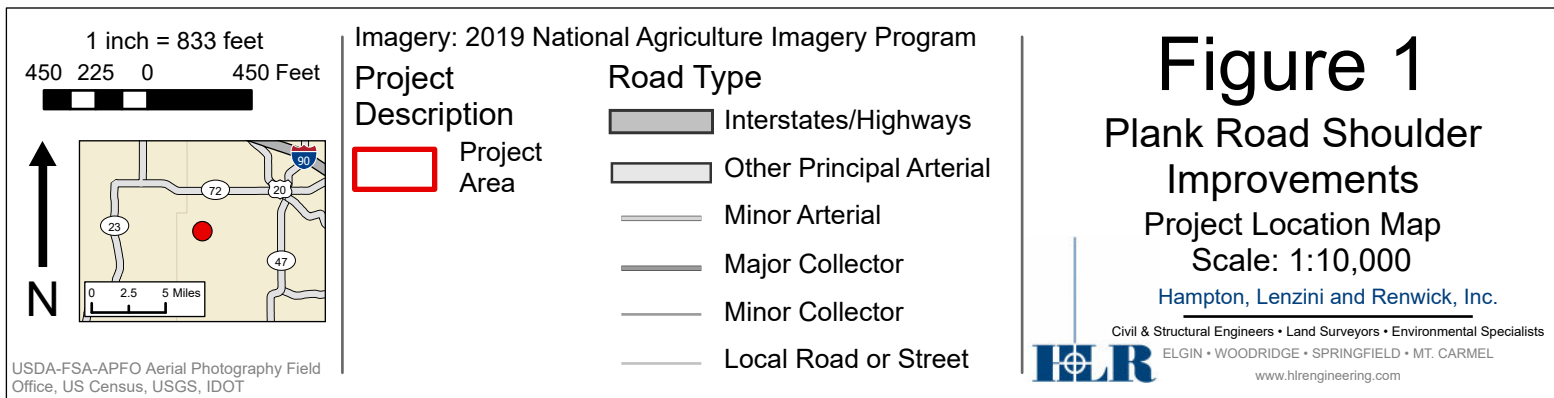 1 inch = 833 feet
450 225 0 450 Feet
90
72
20
23
47
0 2.5 5 Miles
N
USDA-FSA-APFO Aerial Photography Field
Office, US Census, USGS, IDOT
Imagery: 2019 National Agriculture Imagery Program
Project
Description
Project
Area
Road Type
Interstates/Highways
Other Principal Arterial
Minor Arterial
Major Collector
Minor Collector
Local Road or Street
Figure 1
Plank Road Shoulder
Improvements
Project Location Map
Scale: 1:10,000
Hampton, Lenzini and Renwick, Inc.
Civil & Structural Engineers • Land Surveyors • Environmental Specialists
HLR
ELGIN • WOODRIDGE • SPRINGFIELD • MT. CARMEL
www.hlrengineering.com